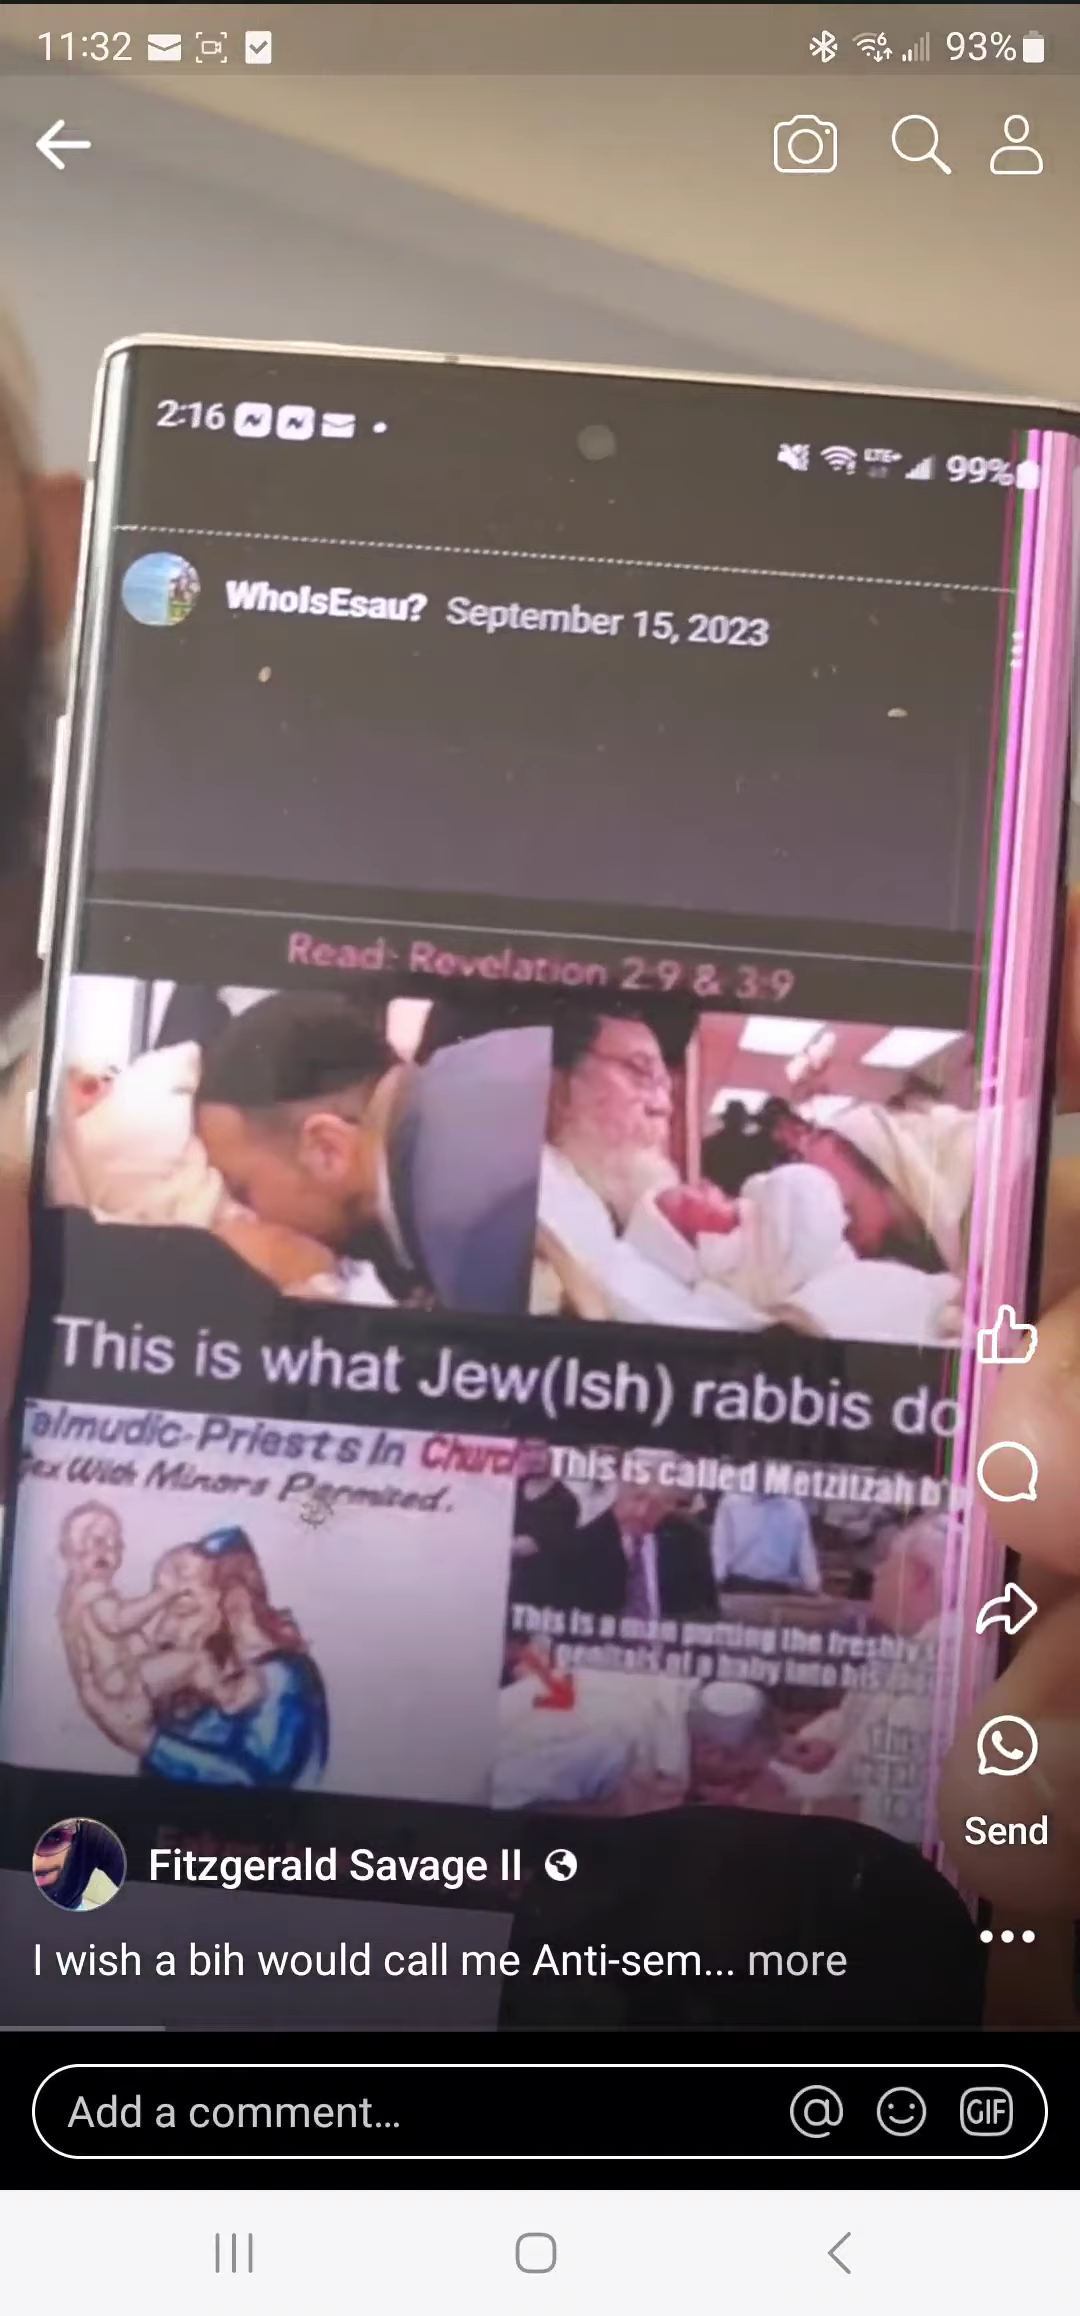 11:32
93%
2:16
LTE+
99%
WhoIsEsau? September 15, 2023
Read: Revelation 2:9 & 3:9
This is what Jew(Ish) rabbis do
almudic-Priests In Church
Sex With Minors Permited.
This is called Metzitzah b'p
This is a man putting the freshly
genitals of a baby into his
Fitzgerald Savage II
I wish a bih would call me Anti-sem... more
Send
Add a comment...
GIF